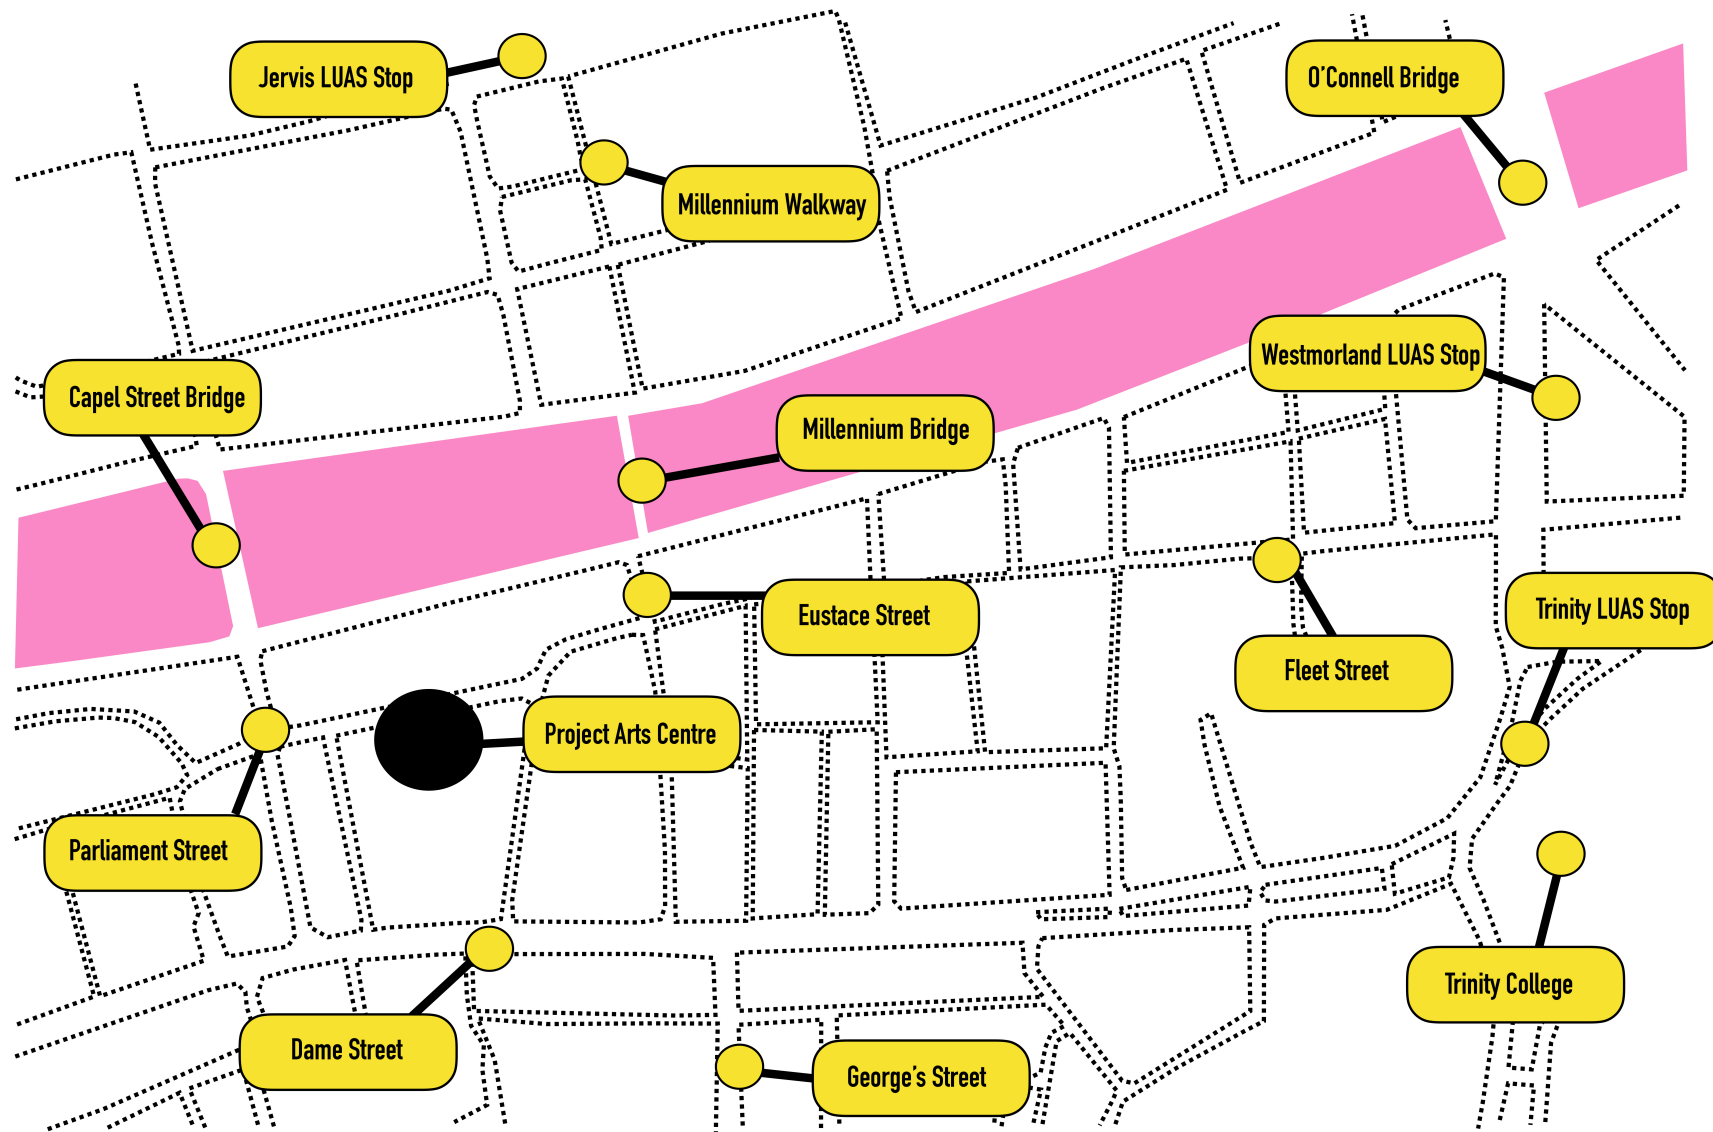 Jervis LUAS Stop
O'Connell Bridge
Millennium Walkway
Westmorland LUAS Stop
Capel Street Bridge
Millennium Bridge
Eustace Street
Trinity LUAS Stop
Fleet Street
Project Arts Centre
Parliament Street
Trinity College
Dame Street
George's Street